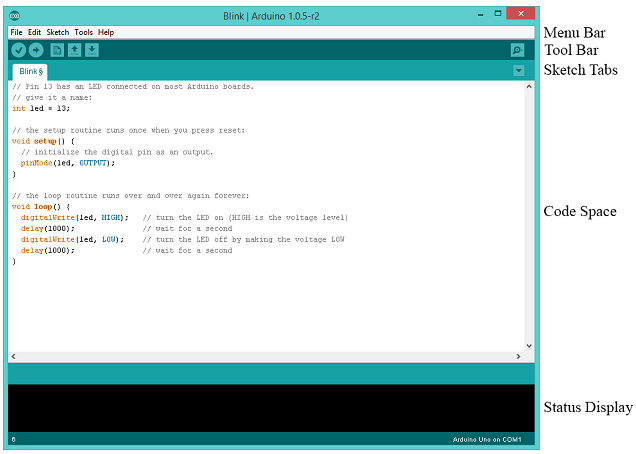 Blink | Arduino 1.0.5-r2
File Edit Sketch Tools Help
Menu Bar
Tool Bar
Blink§
Sketch Tabs
// Pin 13 has an LED connected on most Arduino boards.
// give it a name:
int led = 13;
// the setup routine runs once when you press reset:
void setup() {
// initialize the digital pin as an output.
pinMode(led, OUTPUT);
}
// the loop routine runs over and over again forever:
void loop() {
digitalWrite(led, HIGH); // turn the LED on (HIGH is the voltage level)
delay(1000); // wait for a second
digitalWrite(led, LOW); // turn the LED off by making the voltage LOW
delay(1000); // wait for a second
}
Code Space
Status Display
6
Arduino Uno on COM1